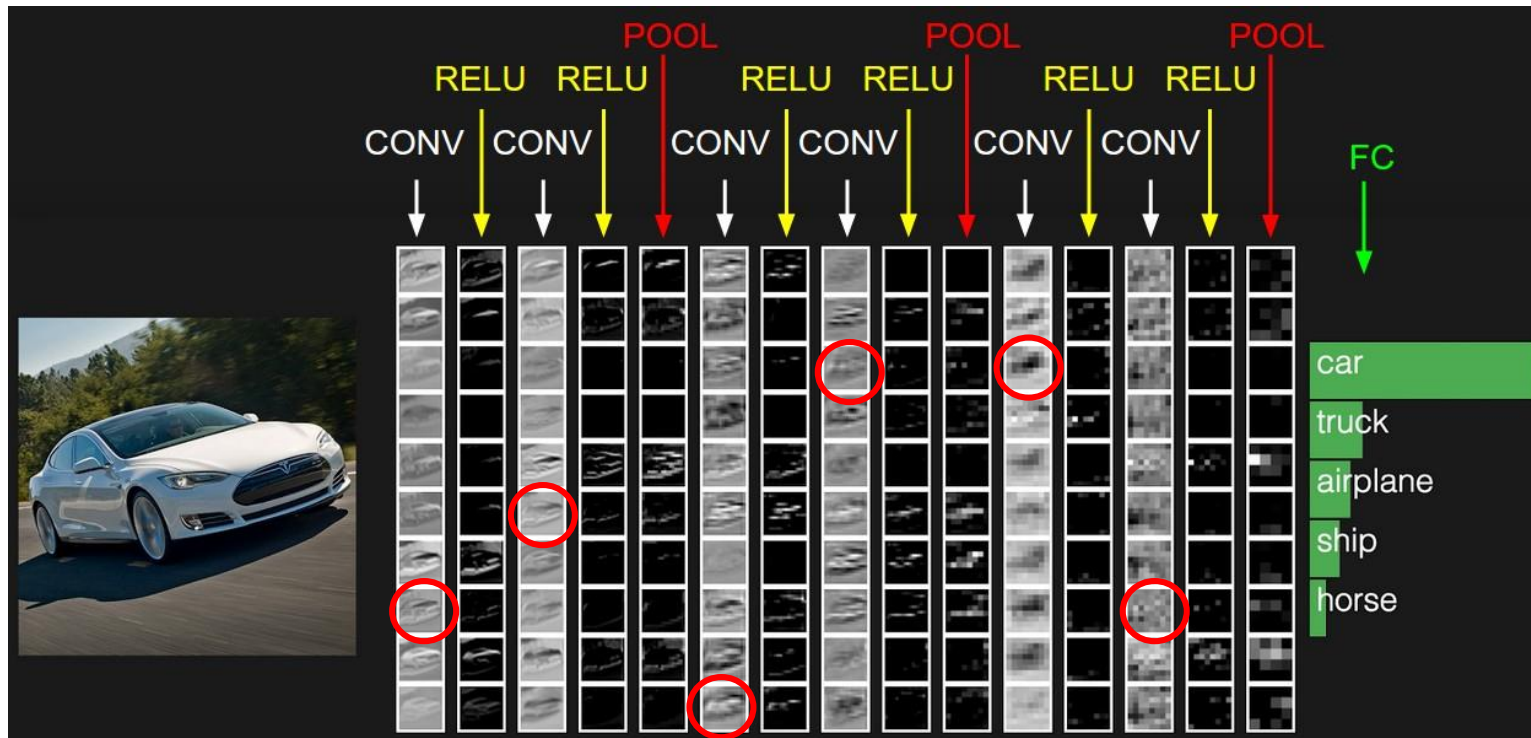 POOL POOL POOL
RELU RELU RELU RELU RELU RELU
CONV CONV CONV CONV CONV CONV
FC
car
truck
airplane
ship
horse